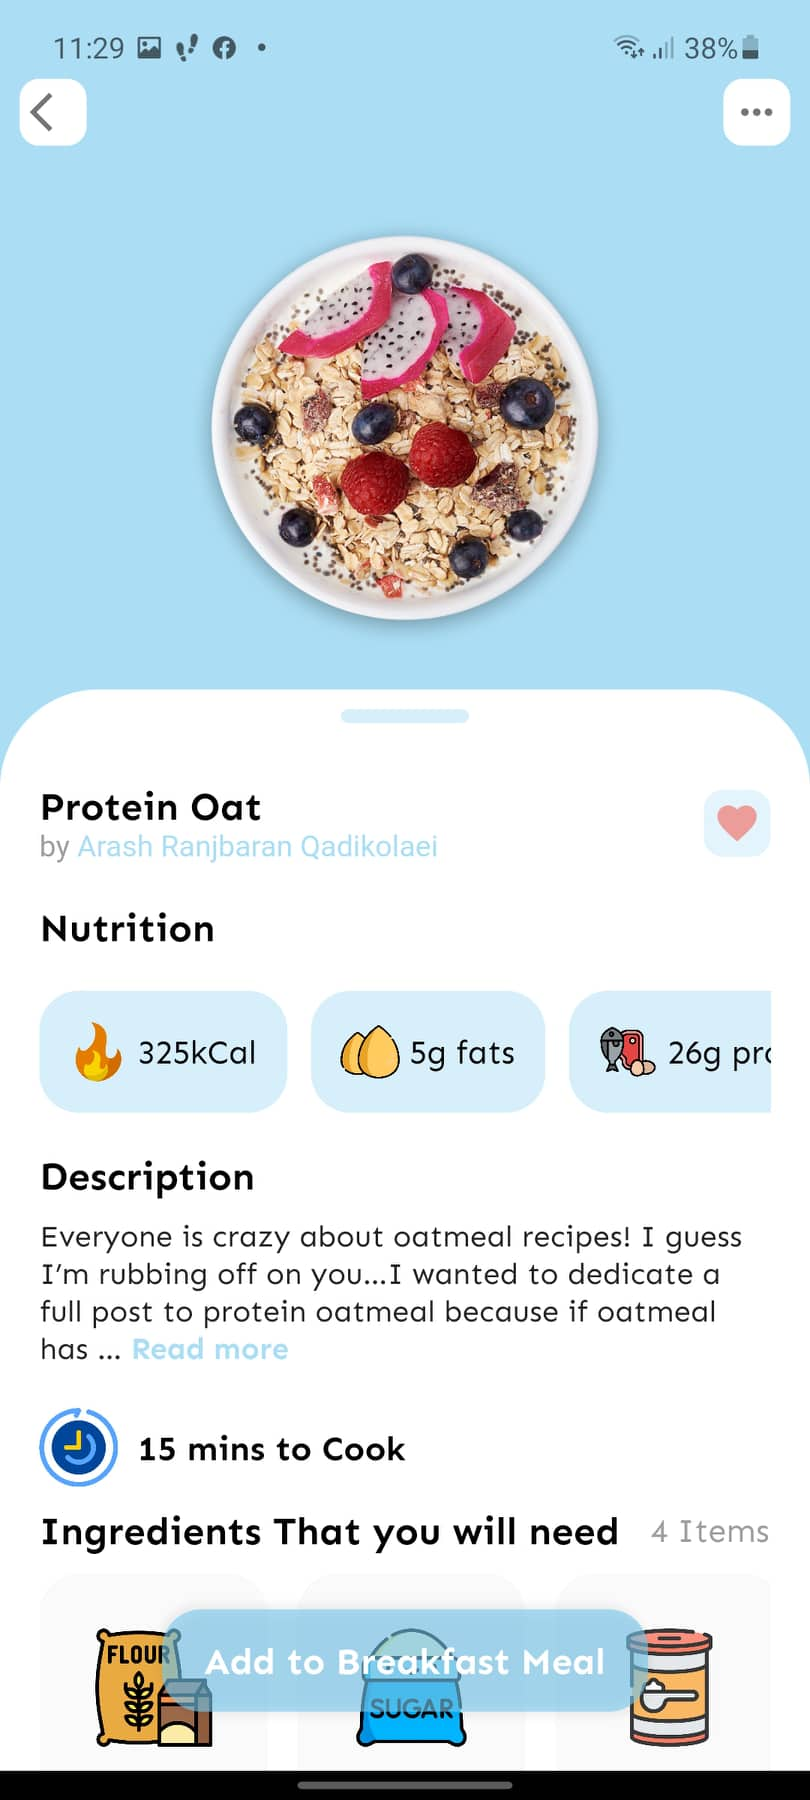 11:29
38%
Protein Oat
by Arash Ranjbaran Qadikolaei
Nutrition
325kCal
5g fats
26g
Description
Everyone is crazy about oatmeal recipes! I guess
I’m rubbing off on you...I wanted to dedicate a
full post to protein oatmeal because if oatmeal
has ... Read more
15 mins to Cook
Ingredients That you will need 4 Items
FLOUR
Add to Breakfast Meal
SUGAR